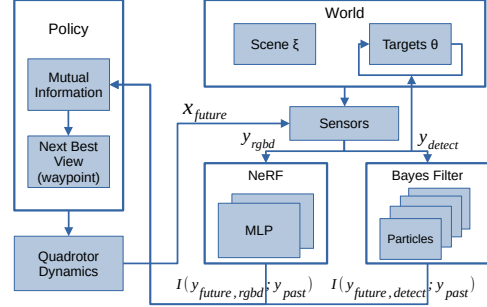 Policy
Mutual
Information
Next Best
View
(waypoint)
Quadrotor
Dynamics
World
Scene ξ
Targets θ
x_future
Sensors
y_rgbd
y_detect
NeRF
MLP
Bayes Filter
Particles
I(y_future,rgbd; y_past)
I(y_future,detect; y_past)